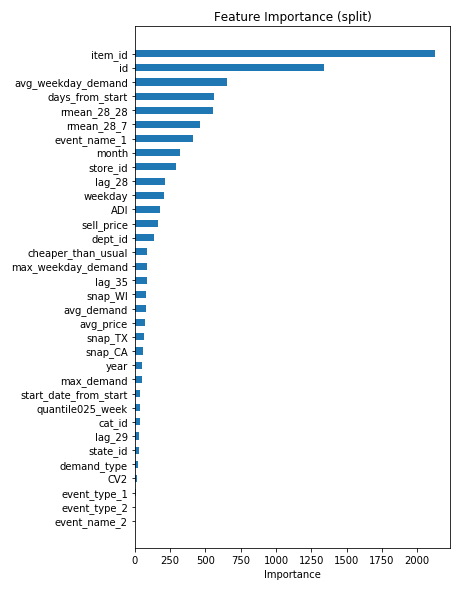 Feature Importance (split)
item_id
id
avg_weekday_demand
days_from_start
rmean_28_28
rmean_28_7
event_name_1
month
store_id
lag_28
weekday
ADI
sell_price
dept_id
cheaper_than_usual
max_weekday_demand
lag_35
snap_WI
avg_demand
avg_price
snap_TX
snap_CA
year
max_demand
start_date_from_start
quantile025_week
cat_id
lag_29
state_id
demand_type
CV2
event_type_1
event_type_2
event_name_2
0 250 500 750 1000 1250 1500 1750 2000
Importance